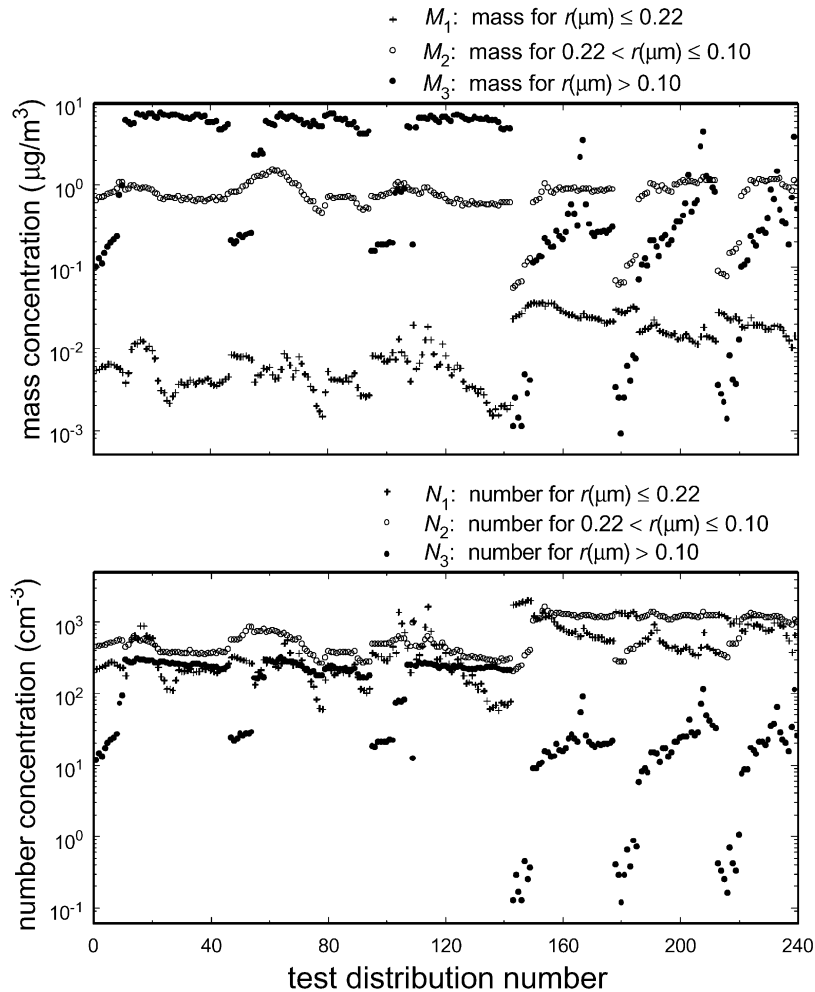 M1: mass for r(μm) ≤ 0.22
M2: mass for 0.22 < r(μm) ≤ 0.10
M3: mass for r(μm) > 0.10
mass concentration (μg/m³)
10¹
10⁰
10⁻¹
10⁻²
10⁻³
N1: number for r(μm) ≤ 0.22
N2: number for 0.22 < r(μm) ≤ 0.10
N3: number for r(μm) > 0.10
number concentration (cm⁻³)
10³
10²
10¹
10⁰
10⁻¹
0 40 80 120 160 200 240
test distribution number